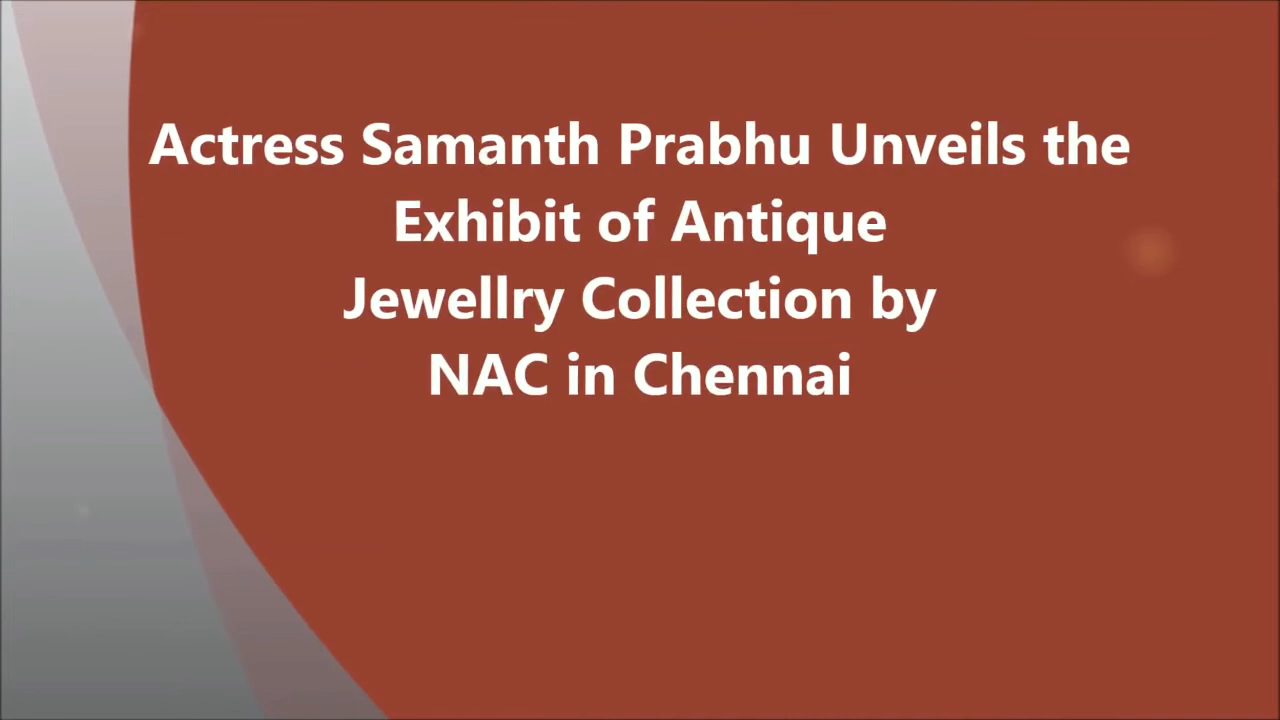 Actress Samanth Prabhu Unveils the
Exhibit of Antique
Jewellry Collection by
NAC in Chennai